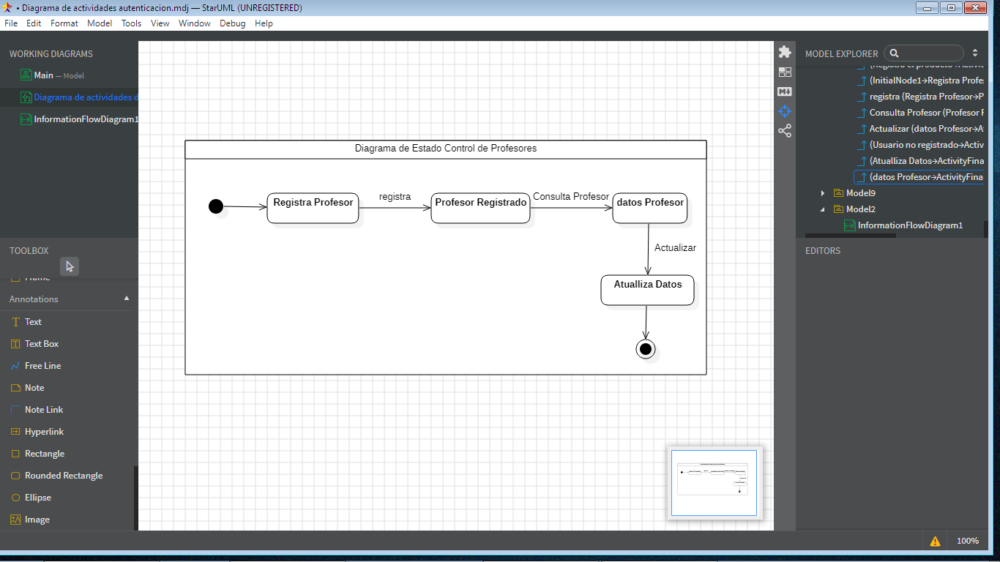 • Diagrama de actividades autenticacion.mdj — StarUML (UNREGISTERED)
File Edit Format Model Tools View Window Debug Help
WORKING DIAGRAMS
Main — Model
Diagrama de actividades d
InformationFlowDiagram1
TOOLBOX
Frame
Annotations
Text
Text Box
Free Line
Note
Note Link
Hyperlink
Rectangle
Rounded Rectangle
Ellipse
Image
Diagrama de Estado Control de Profesores
Registra Profesor
registra
Profesor Registrado
Consulta Profesor
datos Profesor
Actualizar
Atualliza Datos
MODEL EXPLORER
(Registra el producto→Activit
(InitialNode1→Registra Profes
registra (Registra Profesor→P
Consulta Profesor (Profesor R
Actualizar (datos Profesor→A
(Usuario no registrado→Activ
(Atualliza Datos→ActivityFina
(datos Profesor→ActivityFina
Model9
Model2
InformationFlowDiagram1
EDITORS
100%